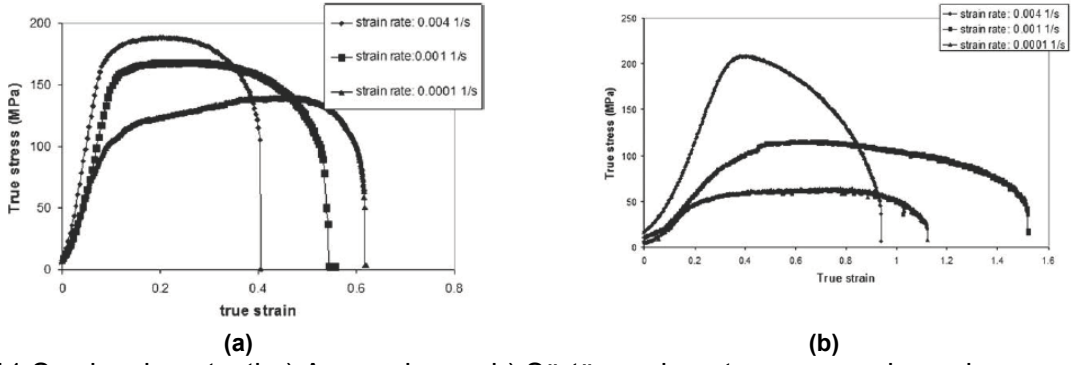 strain rate: 0.004 1/s
strain rate:0.001 1/s
strain rate: 0.0001 1/s
True stress (MPa)
200
150
100
50
0
0
0.2
0.4
0.6
0.8
true strain
(a)
strain rate: 0.004 1/s
strain rate: 0.001 1/s
strain rate: 0.0001 1/s
True stress (MPa)
250
200
150
100
50
0
0
0.2
0.4
0.6
0.8
1
1.2
1.4
1.6
True strain
(b)